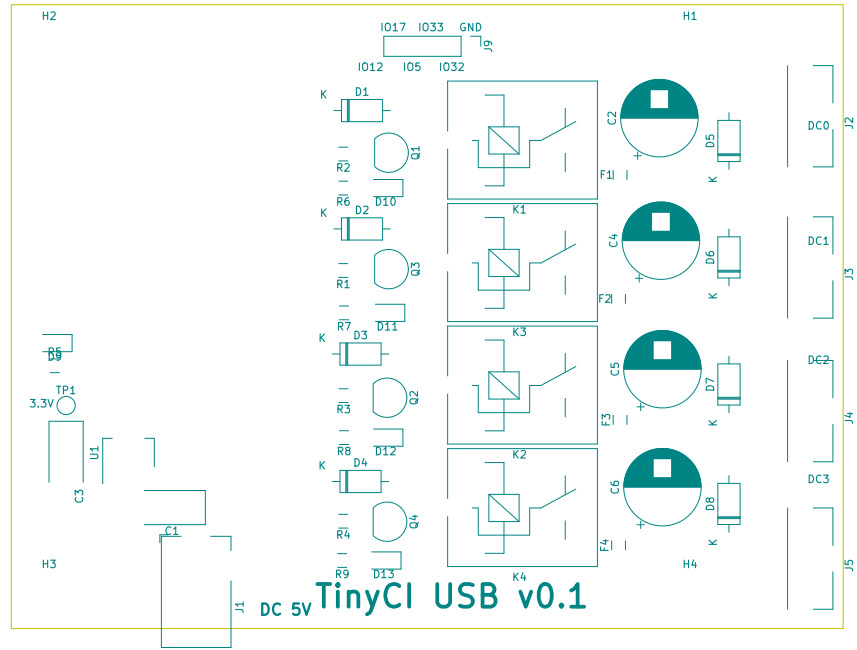 H2
H1
IO17 IO33 GND
J9
IO12 IO5 IO32
K D1
C2
D5
DC0
J2
Q1
R2
F1
K
R6 D10
K D2
K1
C4
D6
DC1
J3
Q3
R1
F2
K
R7 D11
K D3
K3
R5
D9
C5
D7
DC2
J4
TP1
3.3V
Q2
R3
F3
K
R8 D12
K D4
K2
U1
C3
C6
D8
DC3
C1
Q4
R4
F4
K
H3
R9 D13
K4
H4
J5
J1
DC 5V
TinyCI USB v0.1